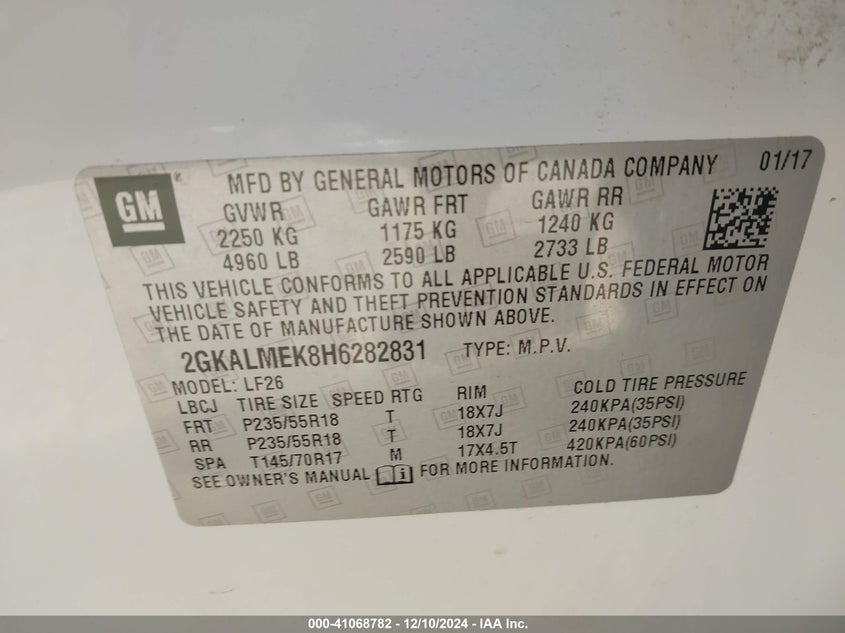 GM ® MFD BY GENERAL MOTORS OF CANADA COMPANY 01/17
GVWR GAWR FRT GAWR RR
2250 KG 1175 KG 1240 KG
4960 LB 2590 LB 2733 LB
THIS VEHICLE CONFORMS TO ALL APPLICABLE U.S. FEDERAL MOTOR
VEHICLE SAFETY AND THEFT PREVENTION STANDARDS IN EFFECT ON
THE DATE OF MANUFACTURE SHOWN ABOVE.
2GKALMEK8H6282831 TYPE: M.P.V.
MODEL: LF26
LBCJ TIRE SIZE SPEED RTG RIM COLD TIRE PRESSURE
FRT P235/55R18 T 18X7J 240KPA(35PSI)
RR P235/55R18 T 18X7J 240KPA(35PSI)
SPA T145/70R17 M 17X4.5T 420KPA(60PSI)
SEE OWNER'S MANUAL FOR MORE INFORMATION.
000-41068782 - 12/10/2024 - IAA Inc.